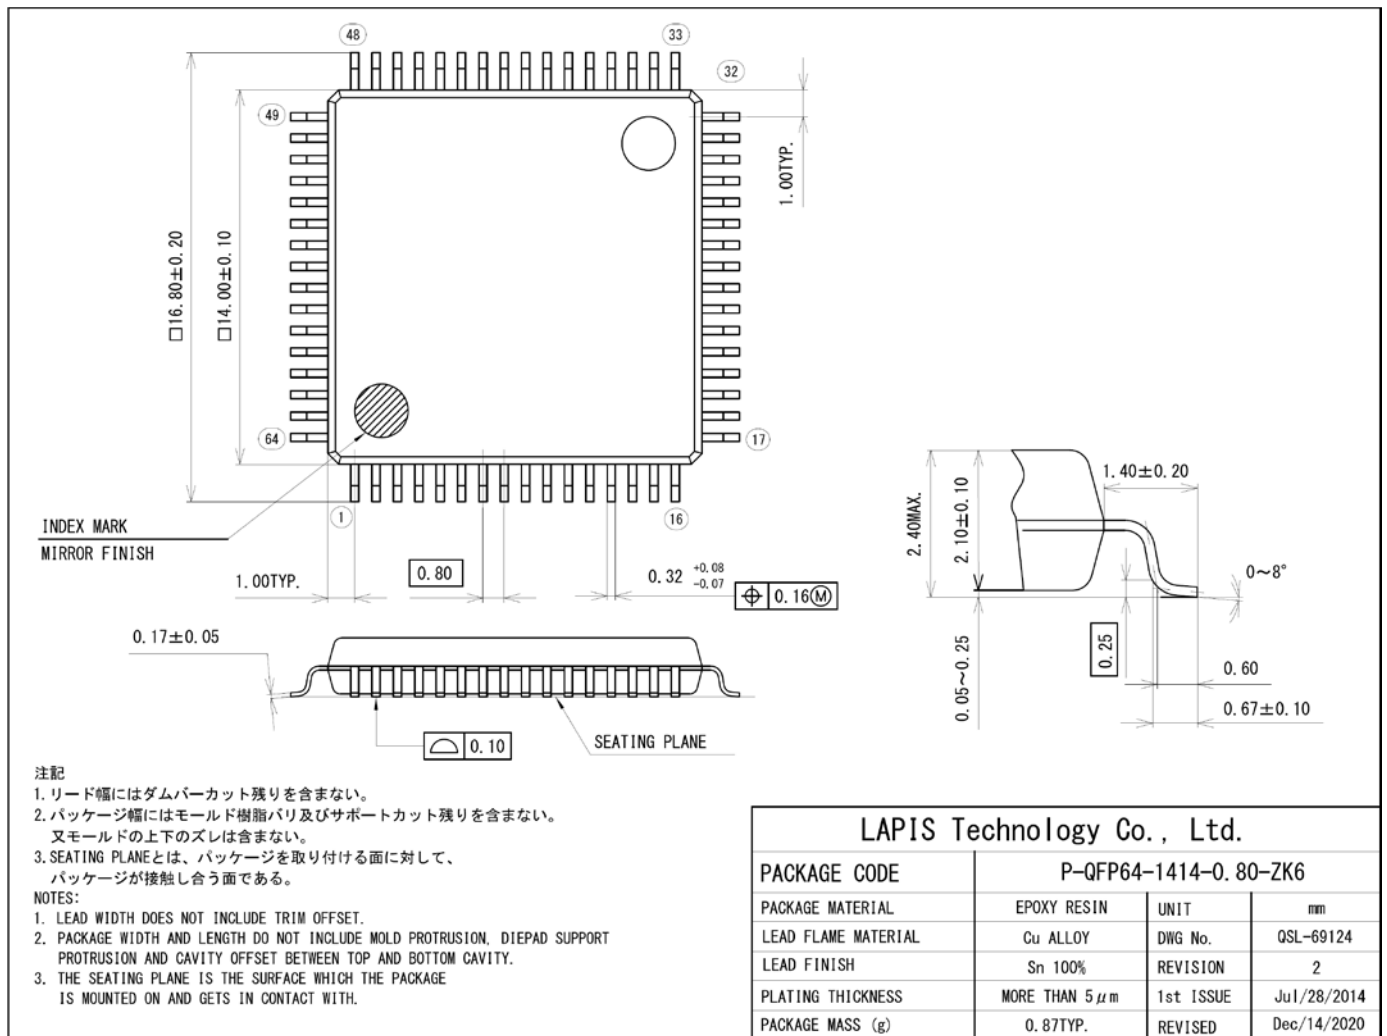 48
33
32
49
1.00TYP.
□16.80±0.20
□14.00±0.10
64
17
1
16
INDEX MARK
MIRROR FINISH
1.00TYP.
0.80
0.32 +0.08 -0.07
⌖ 0.16Ⓜ
2.40MAX.
2.10±0.10
1.40±0.20
0~8°
0.25
0.05~0.25
0.60
0.67±0.10
0.17±0.05
⌓ 0.10
SEATING PLANE
注記
1.リード幅にはダムバーカット残りを含まない。
2.パッケージ幅にはモールド樹脂バリ及びサポートカット残りを含まない。
又モールドの上下のズレは含まない。
3.SEATING PLANEとは、パッケージを取り付ける面に対して、
パッケージが接触し合う面である。
NOTES:
1. LEAD WIDTH DOES NOT INCLUDE TRIM OFFSET.
2. PACKAGE WIDTH AND LENGTH DO NOT INCLUDE MOLD PROTRUSION, DIEPAD SUPPORT
PROTRUSION AND CAVITY OFFSET BETWEEN TOP AND BOTTOM CAVITY.
3. THE SEATING PLANE IS THE SURFACE WHICH THE PACKAGE
IS MOUNTED ON AND GETS IN CONTACT WITH.
LAPIS Technology Co., Ltd.
PACKAGE CODE P-QFP64-1414-0.80-ZK6
PACKAGE MATERIAL EPOXY RESIN UNIT mm
LEAD FLAME MATERIAL Cu ALLOY DWG No. QSL-69124
LEAD FINISH Sn 100% REVISION 2
PLATING THICKNESS MORE THAN 5μm 1st ISSUE Jul/28/2014
PACKAGE MASS (g) 0.87TYP. REVISED Dec/14/2020